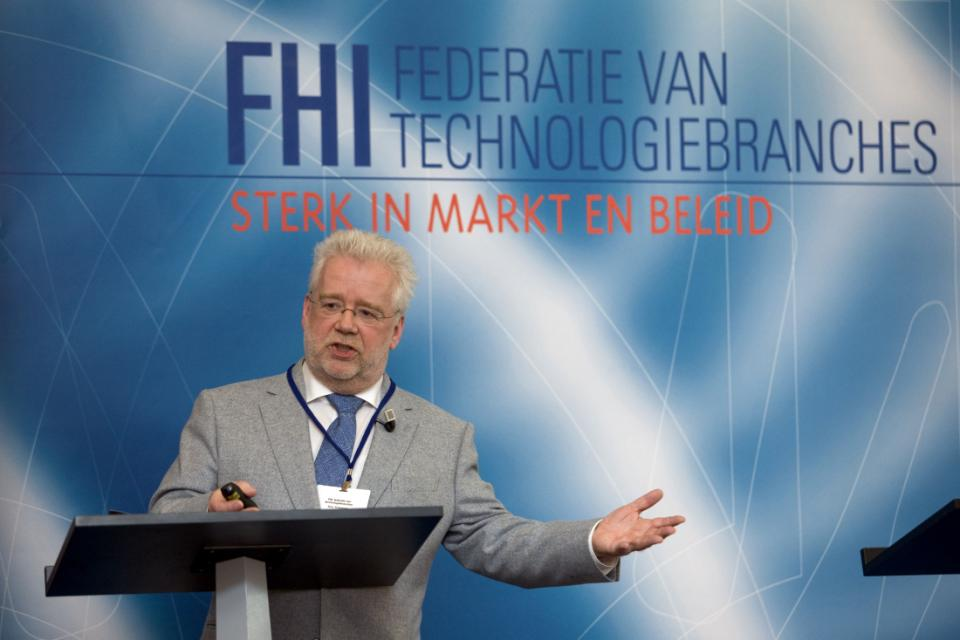 FHI FEDERATIE VAN
TECHNOLOGIEBRANCHES
STERK IN MARKT EN BELEID